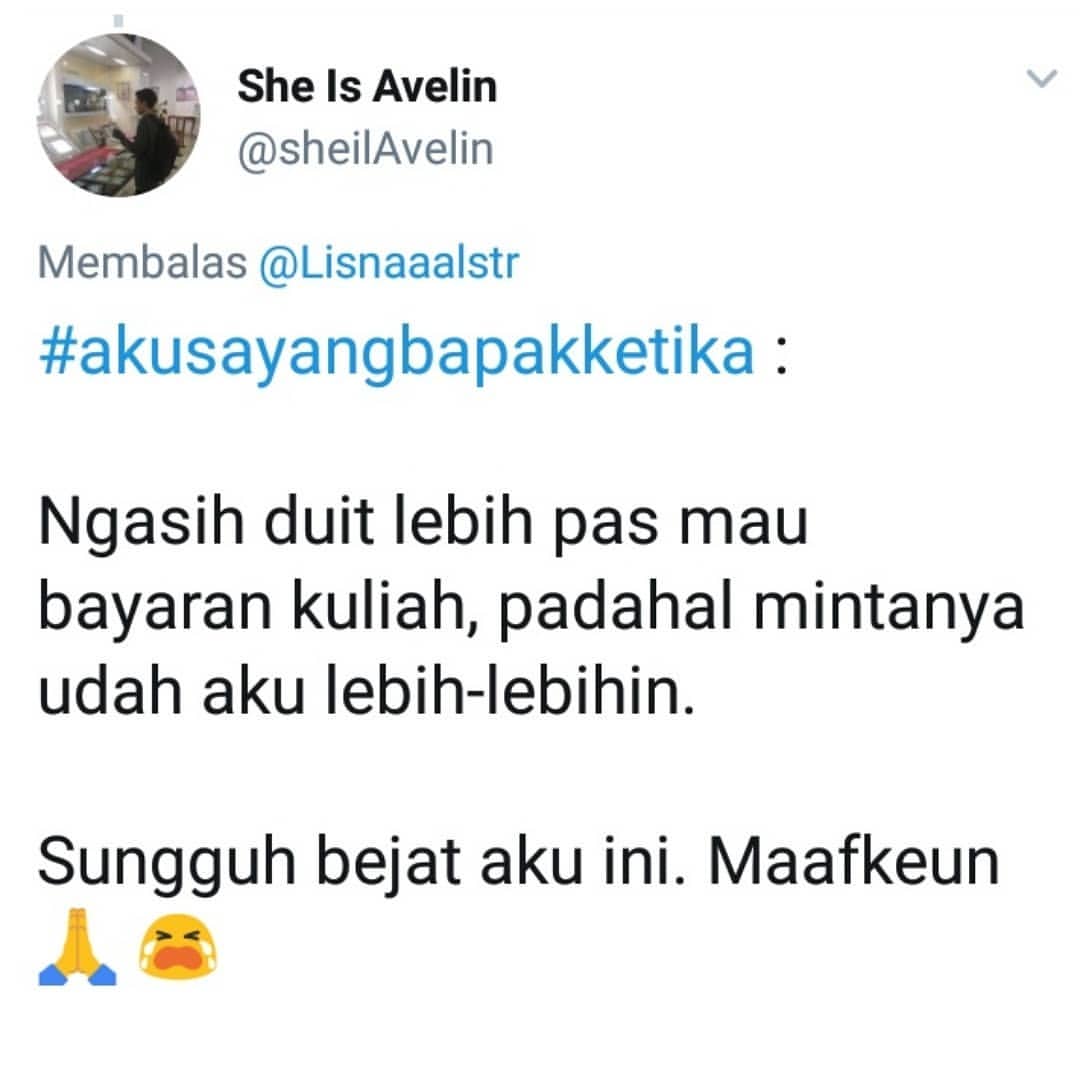 She Is Avelin
@sheilAvelin
Membalas @Lisnaaalstr
#akusayangbapakketika :
Ngasih duit lebih pas mau
bayaran kuliah, padahal mintanya
udah aku lebih-lebihin.
Sungguh bejat aku ini. Maafkeun
🙏 😭